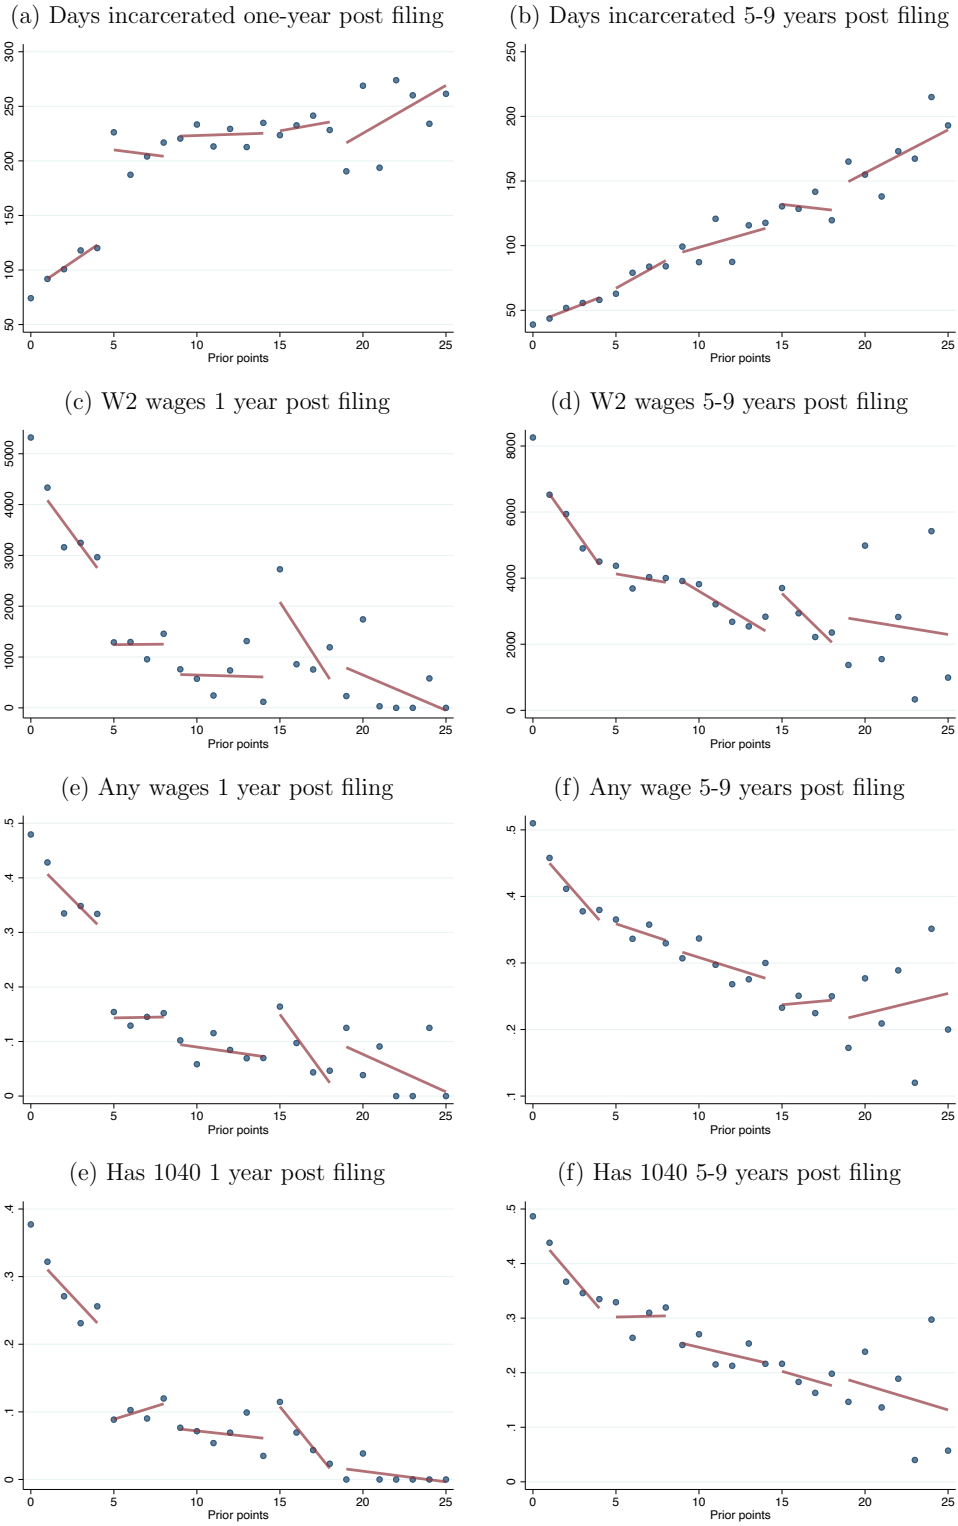 (a) Days incarcerated one-year post filing
300
250
200
150
100
50
0 5 10 15 20 25
Prior points
(b) Days incarcerated 5-9 years post filing
250
200
150
100
50
0 5 10 15 20 25
Prior points
(c) W2 wages 1 year post filing
5000
4000
3000
2000
1000
0
0 5 10 15 20 25
Prior points
(d) W2 wages 5-9 years post filing
8000
6000
4000
2000
0
0 5 10 15 20 25
Prior points
(e) Any wages 1 year post filing
.5
.4
.3
.2
.1
0
0 5 10 15 20 25
Prior points
(f) Any wage 5-9 years post filing
.5
.4
.3
.2
.1
0 5 10 15 20 25
Prior points
(e) Has 1040 1 year post filing
.4
.3
.2
.1
0
0 5 10 15 20 25
Prior points
(f) Has 1040 5-9 years post filing
.5
.4
.3
.2
.1
0
0 5 10 15 20 25
Prior points